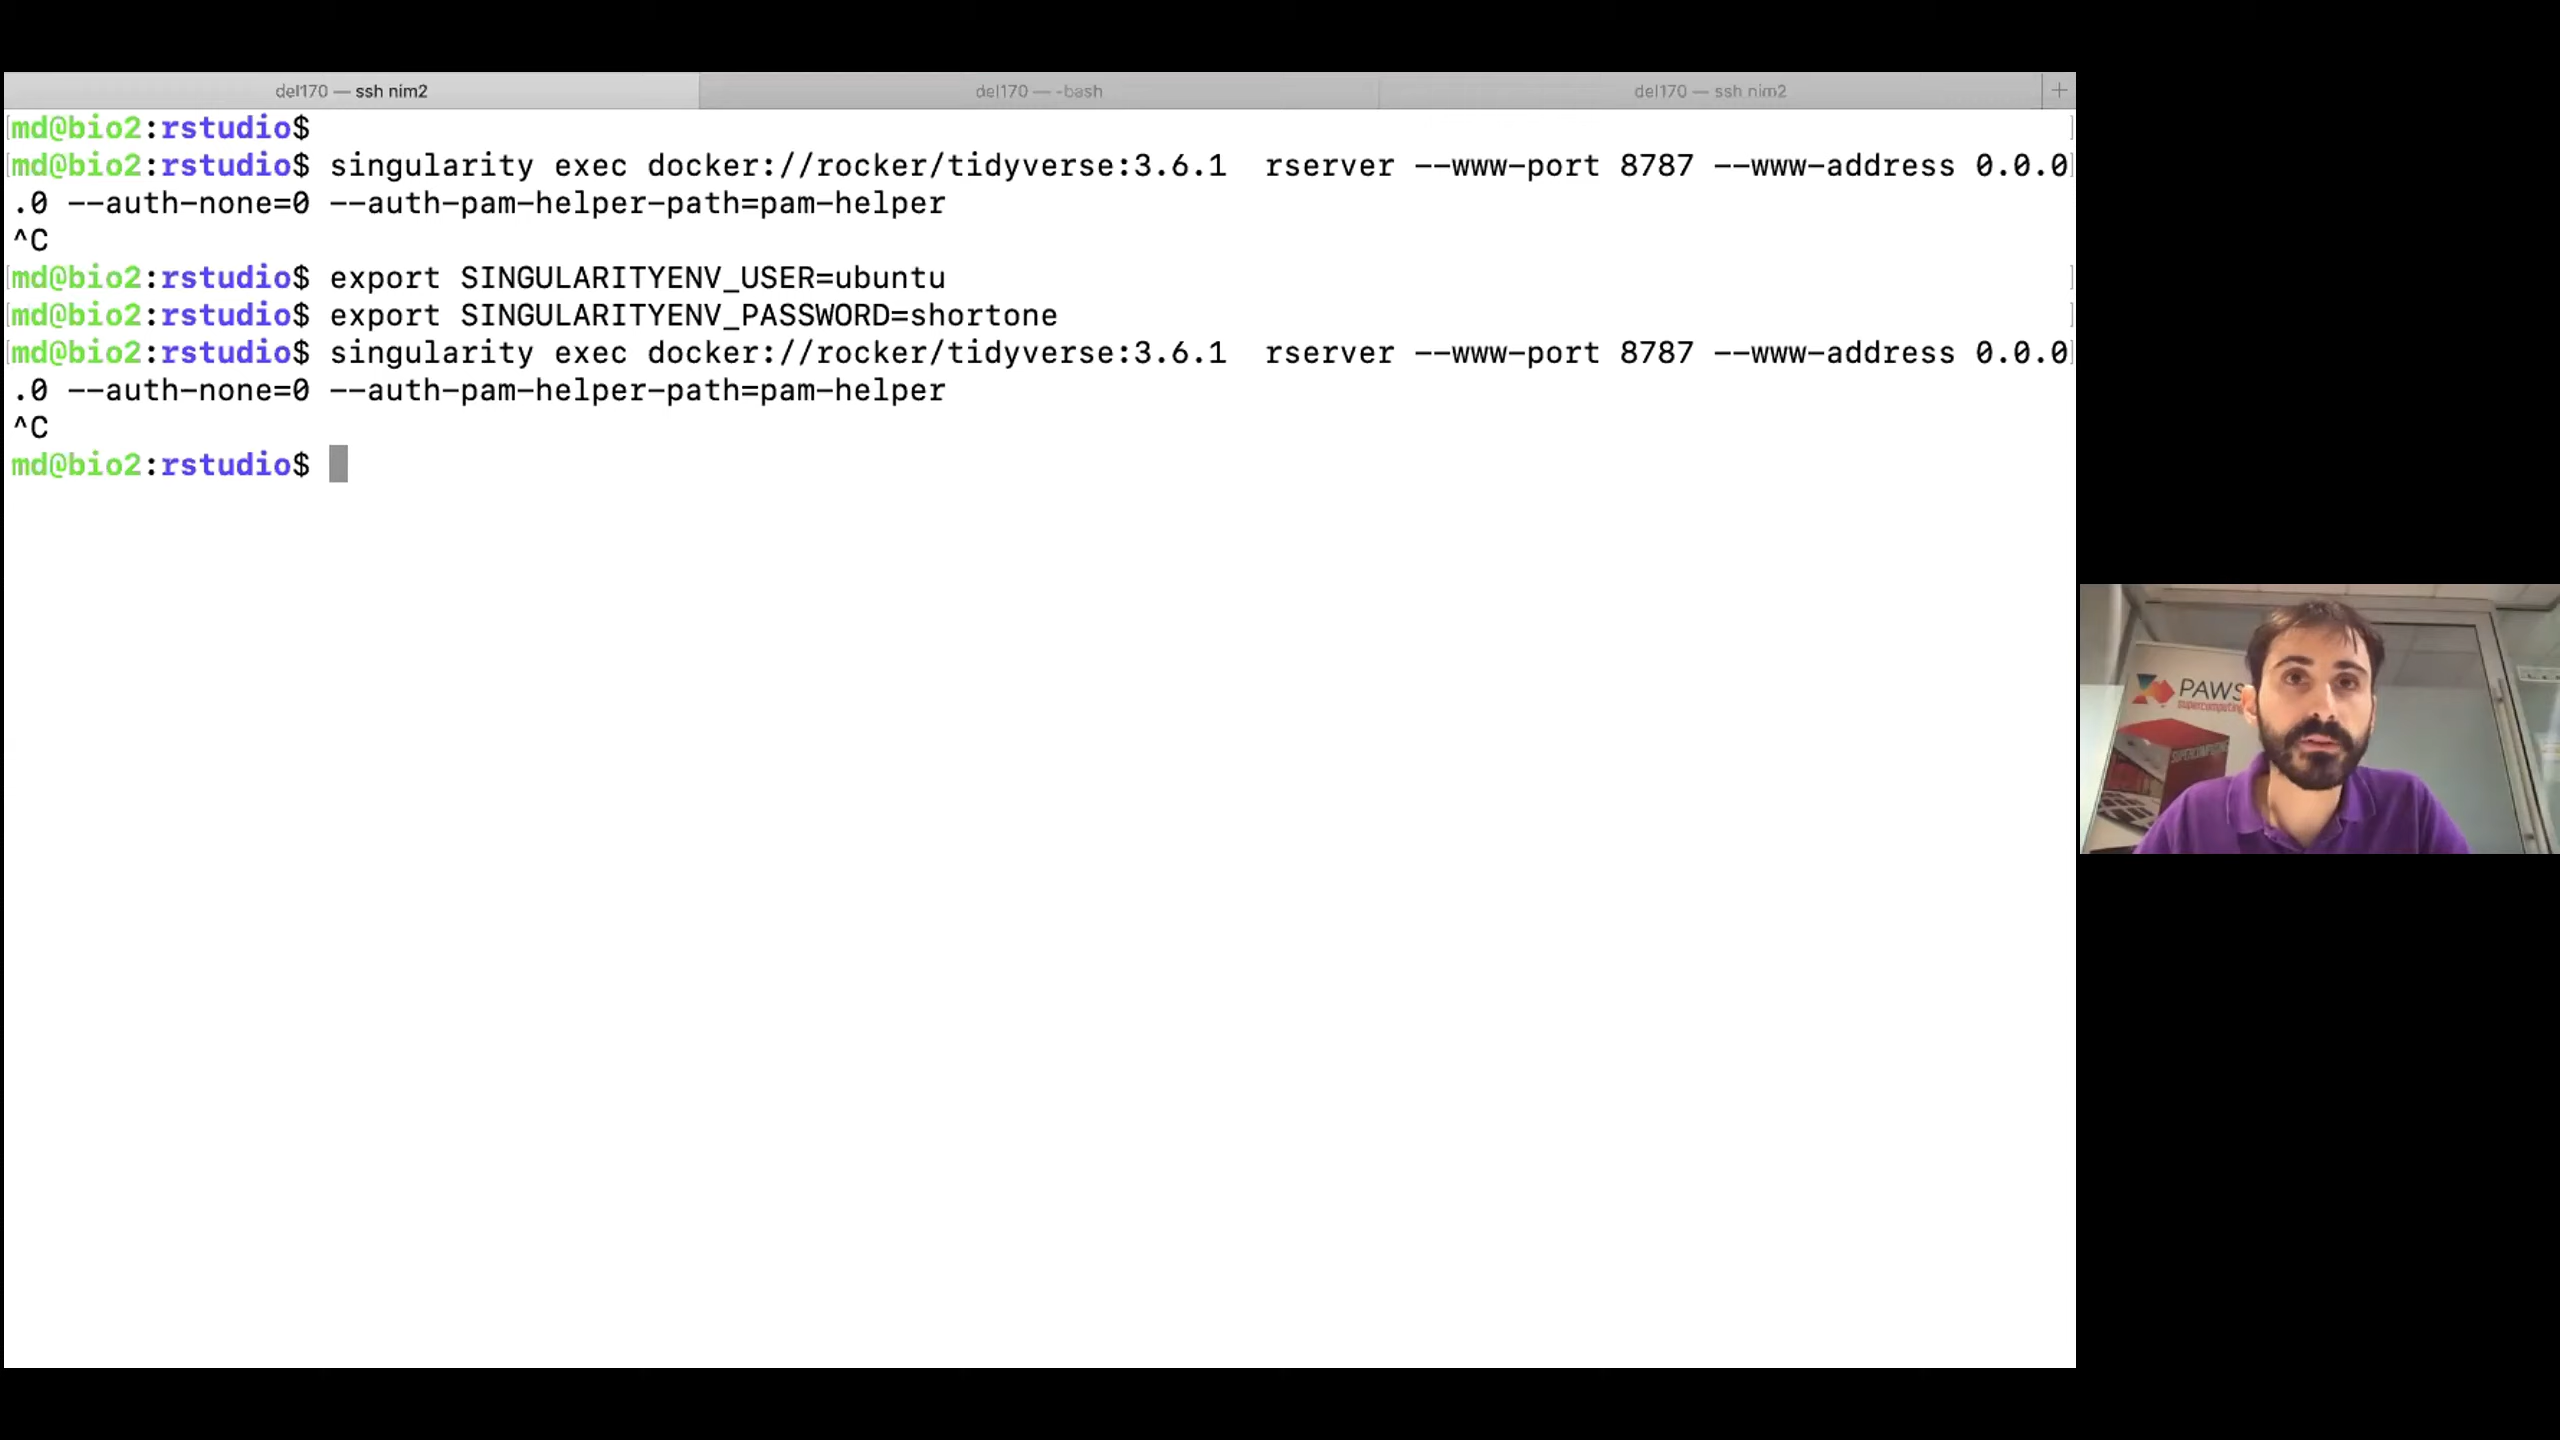 del170 — ssh nim2
del170 — -bash
del170 — ssh nim2
+
md@bio2:rstudio$
md@bio2:rstudio$ singularity exec docker://rocker/tidyverse:3.6.1  rserver --www-port 8787 --www-address 0.0.0
.0 --auth-none=0 --auth-pam-helper-path=pam-helper
^C
md@bio2:rstudio$ export SINGULARITYENV_USER=ubuntu
md@bio2:rstudio$ export SINGULARITYENV_PASSWORD=shortone
md@bio2:rstudio$ singularity exec docker://rocker/tidyverse:3.6.1  rserver --www-port 8787 --www-address 0.0.0
.0 --auth-none=0 --auth-pam-helper-path=pam-helper
^C
md@bio2:rstudio$
PAWS
supercomputing
SUPERCOMPUTING